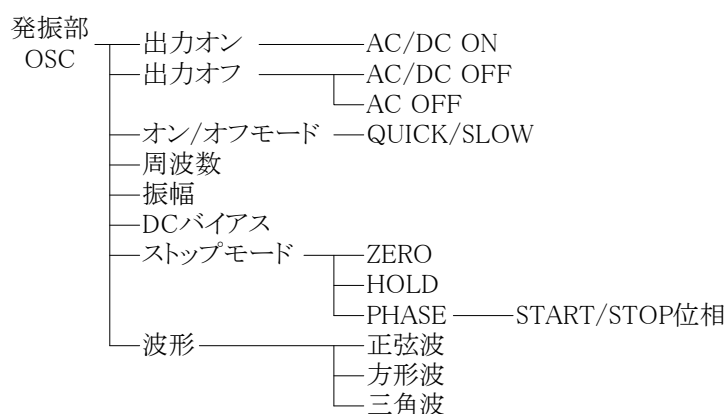 発振部
OSC
出力オン AC/DC ON
出力オフ AC/DC OFF
AC OFF
オン/オフモード QUICK/SLOW
周波数
振幅
DCバイアス
ストップモード ZERO
HOLD
PHASE START/STOP位相
波形 正弦波
方形波
三角波